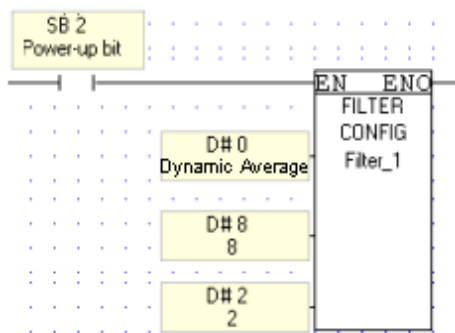 SB 2
Power-up bit
EN ENO
FILTER
CONFIG
Filter_1
D# 0
Dynamic Average
D# 8
8
D# 2
2